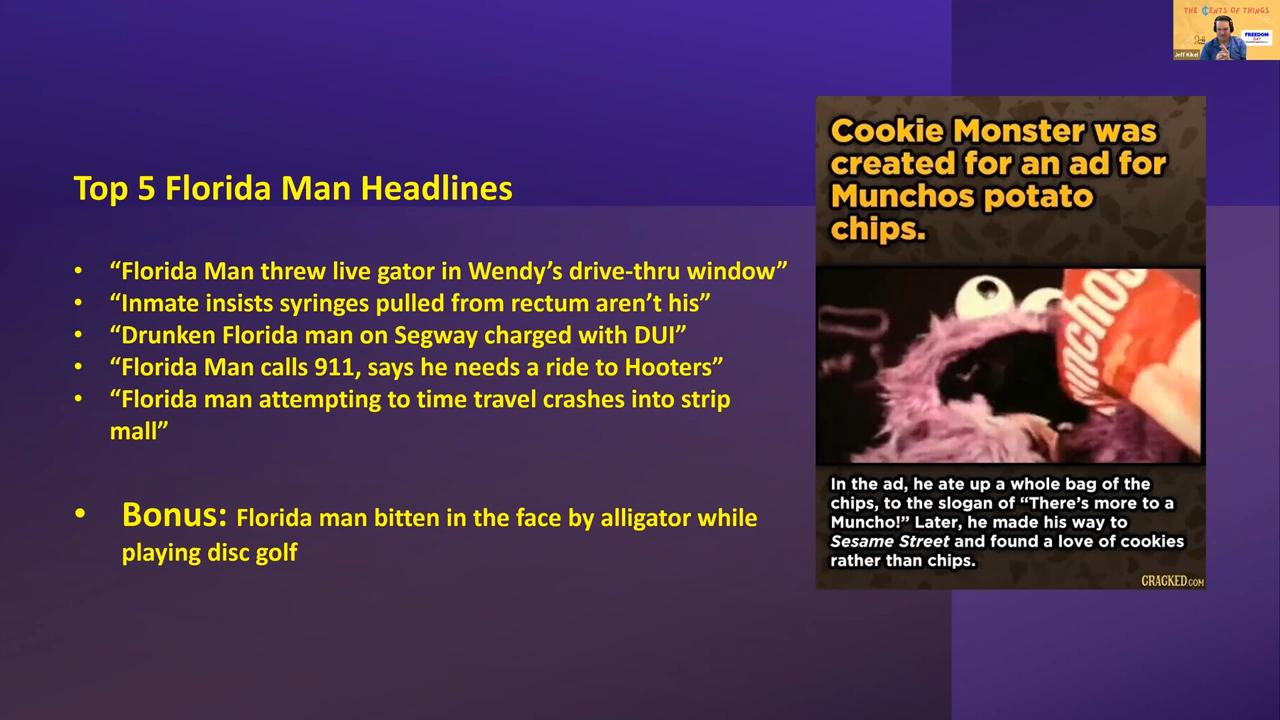 THE CENTS OF THINGS
FREEDOM
DAY
Jeff Kikel
Top 5 Florida Man Headlines
• “Florida Man threw live gator in Wendy’s drive-thru window”
• “Inmate insists syringes pulled from rectum aren’t his”
• “Drunken Florida man on Segway charged with DUI”
• “Florida Man calls 911, says he needs a ride to Hooters”
• “Florida man attempting to time travel crashes into strip
mall”
• Bonus: Florida man bitten in the face by alligator while
playing disc golf
Cookie Monster was
created for an ad for
Munchos potato
chips.
unchos
In the ad, he ate up a whole bag of the
chips, to the slogan of “There’s more to a
Muncho!” Later, he made his way to
Sesame Street and found a love of cookies
rather than chips.
CRACKED.COM